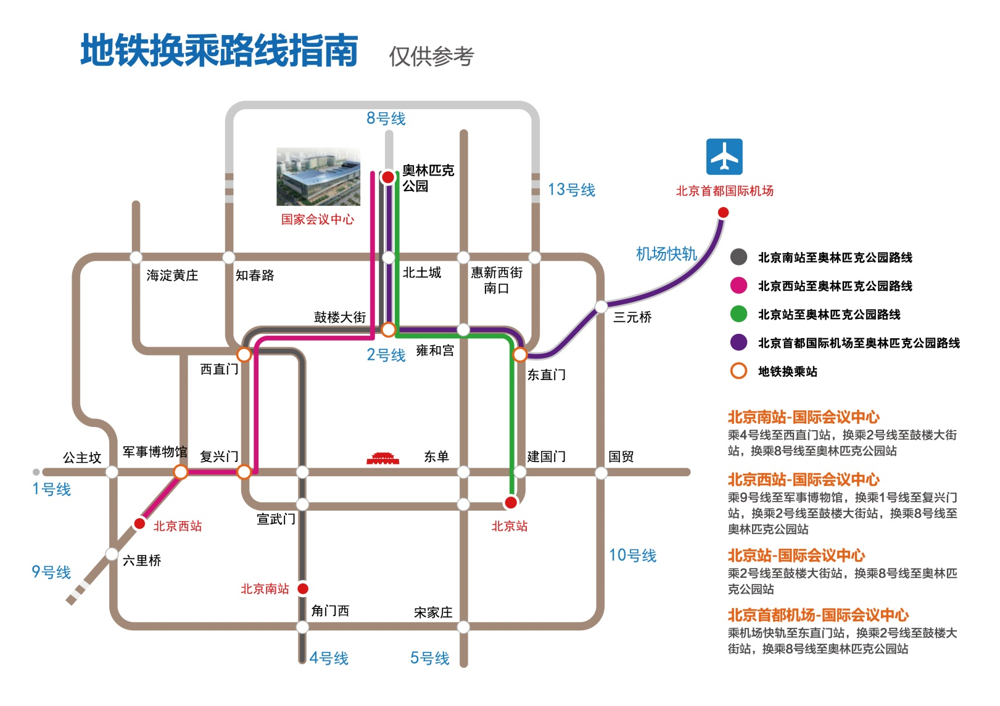 地铁换乘路线指南 仅供参考
8号线
奥林匹克
公园
国家会议中心
13号线
北京首都国际机场
机场快轨
海淀黄庄
知春路
北土城
惠新西街
南口
鼓楼大街
三元桥
2号线
雍和宫
西直门
东直门
公主坟
军事博物馆
复兴门
东单
建国门
国贸
1号线
宣武门
北京西站
北京站
六里桥
9号线
10号线
北京南站
角门西
宋家庄
4号线
5号线
北京南站至奥林匹克公园路线
北京西站至奥林匹克公园路线
北京站至奥林匹克公园路线
北京首都国际机场至奥林匹克公园路线
地铁换乘站
北京南站-国际会议中心
乘4号线至西直门站，换乘2号线至鼓楼大街
站，换乘8号线至奥林匹克公园站
北京西站-国际会议中心
乘9号线至军事博物馆，换乘1号线至复兴门
站，换乘2号线至鼓楼大街站，换乘8号线至
奥林匹克公园站
北京站-国际会议中心
乘2号线至鼓楼大街站，换乘8号线至奥林匹
克公园站
北京首都机场-国际会议中心
乘机场快轨至东直门站，换乘2号线至鼓楼大
街站，换乘8号线至奥林匹克公园站